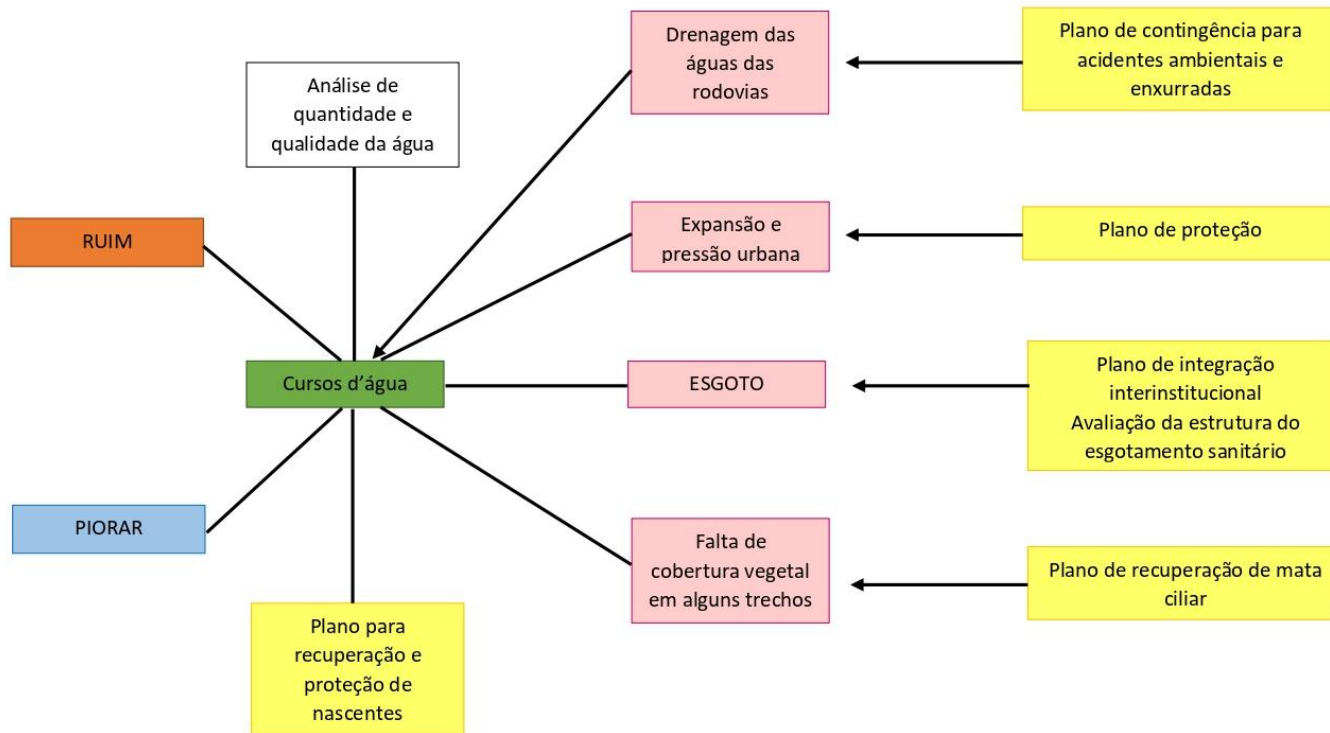 Drenagem das
águas das
rodovias
Plano de contingência para
acidentes ambientais e
enxurradas
Análise de
quantidade e
qualidade da água
RUIM
Expansão e
pressão urbana
Plano de proteção
Cursos d’água
ESGOTO
Plano de integração
interinstitucional
Avaliação da estrutura do
esgotamento sanitário
PIORAR
Falta de
cobertura vegetal
em alguns trechos
Plano de recuperação de mata
ciliar
Plano para
recuperação e
proteção de
nascentes